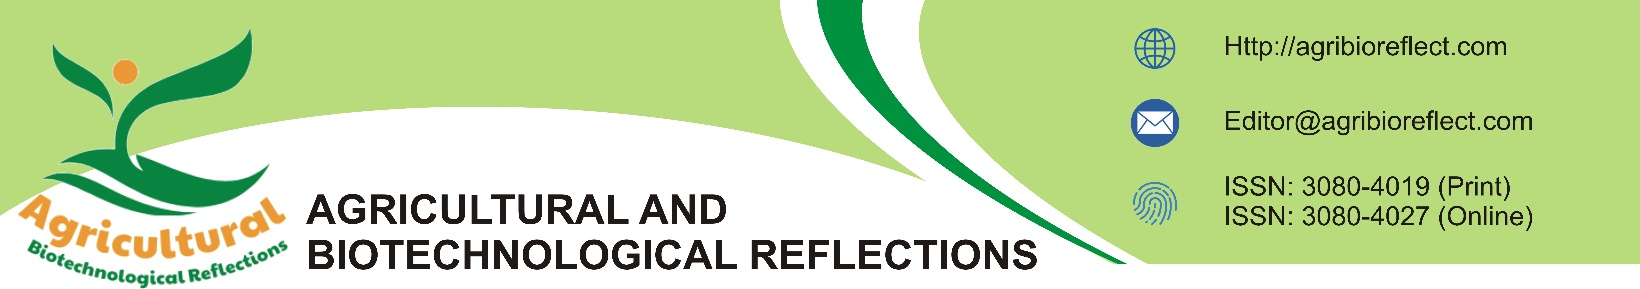 Agricultural
Biotechnological Reflections
AGRICULTURAL AND
BIOTECHNOLOGICAL REFLECTIONS
Http://agribioreflect.com
Editor@agribioreflect.com
ISSN: 3080-4019 (Print)
ISSN: 3080-4027 (Online)